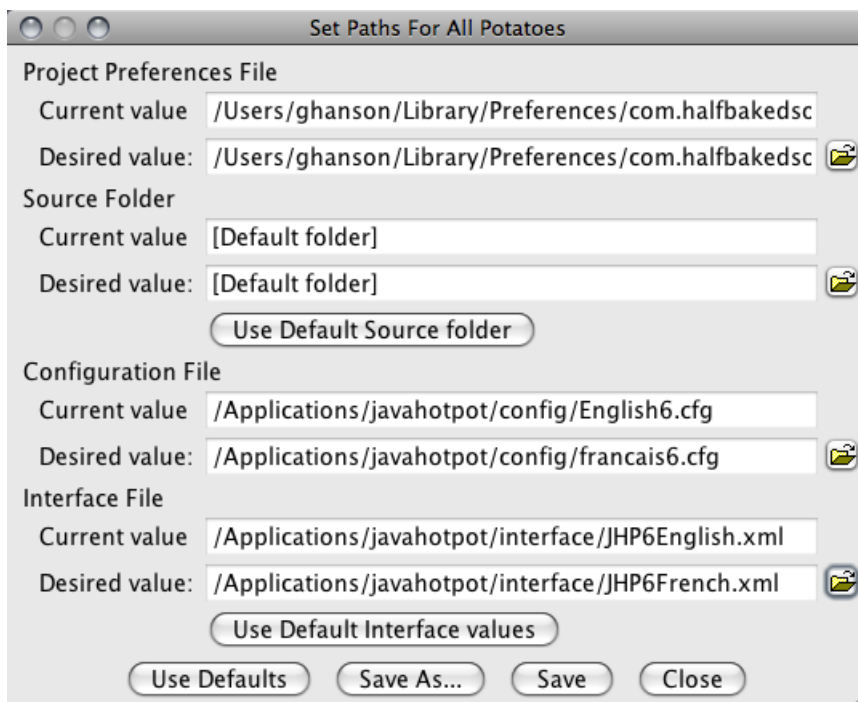 Set Paths For All Potatoes
Project Preferences File
Current value /Users/ghanson/Library/Preferences/com.halfbakedsc
Desired value: /Users/ghanson/Library/Preferences/com.halfbakedsc
Source Folder
Current value [Default folder]
Desired value: [Default folder]
Use Default Source folder
Configuration File
Current value /Applications/javahotpot/config/English6.cfg
Desired value: /Applications/javahotpot/config/francais6.cfg
Interface File
Current value /Applications/javahotpot/interface/JHP6English.xml
Desired value: /Applications/javahotpot/interface/JHP6French.xml
Use Default Interface values
Use Defaults Save As... Save Close